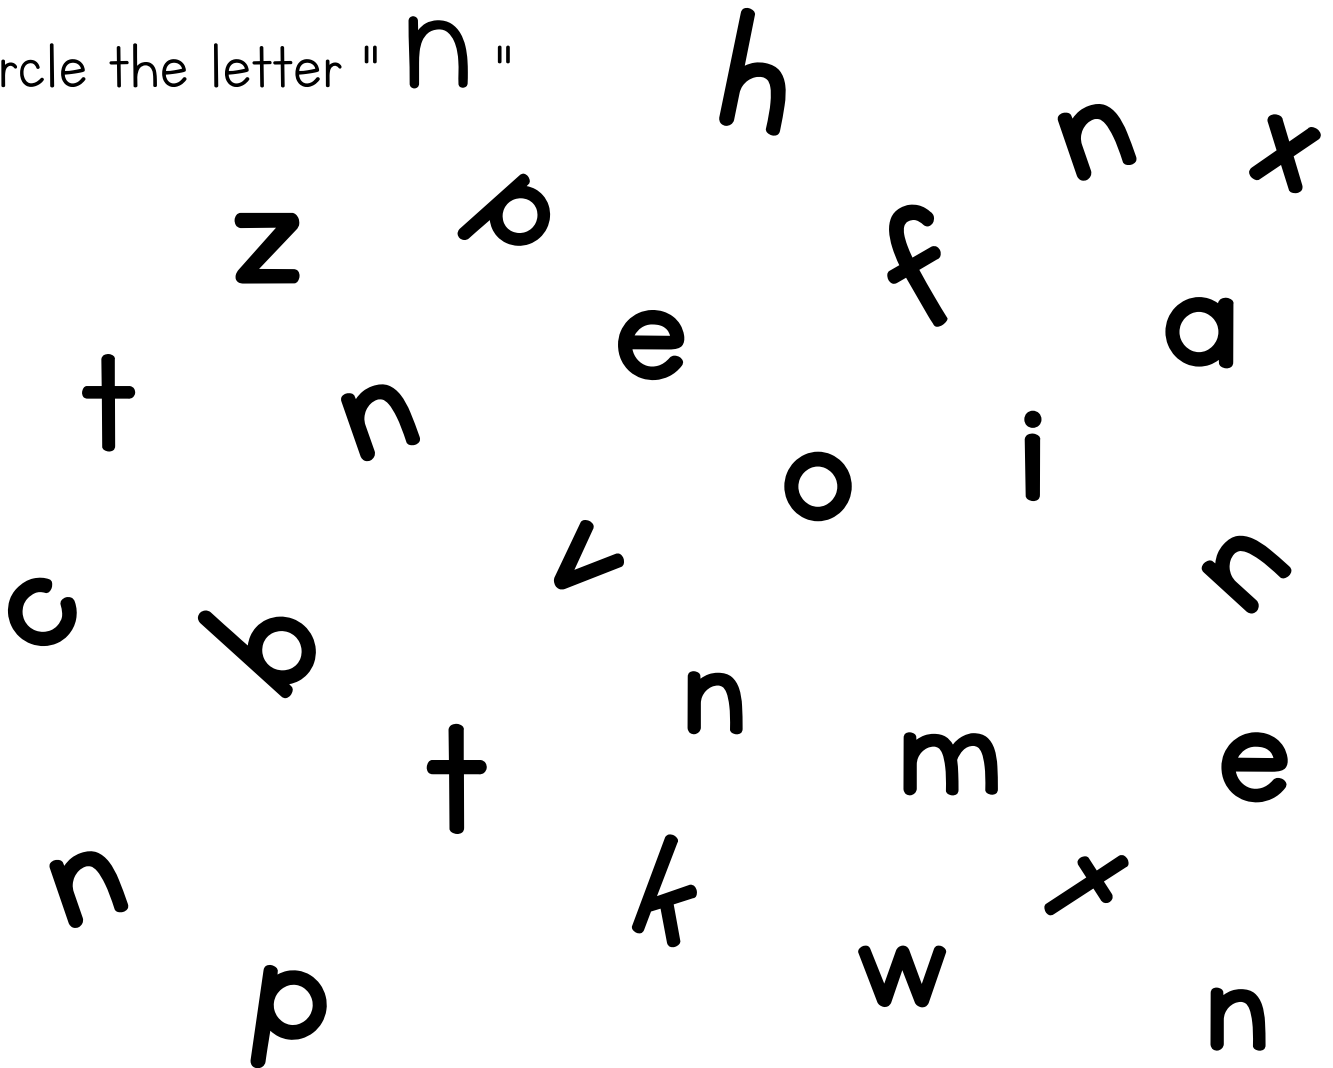 rcle the letter " n "
h
n x
z p f
e a
t n
o i
v n
c b
n m e
t
n k x
w
p n